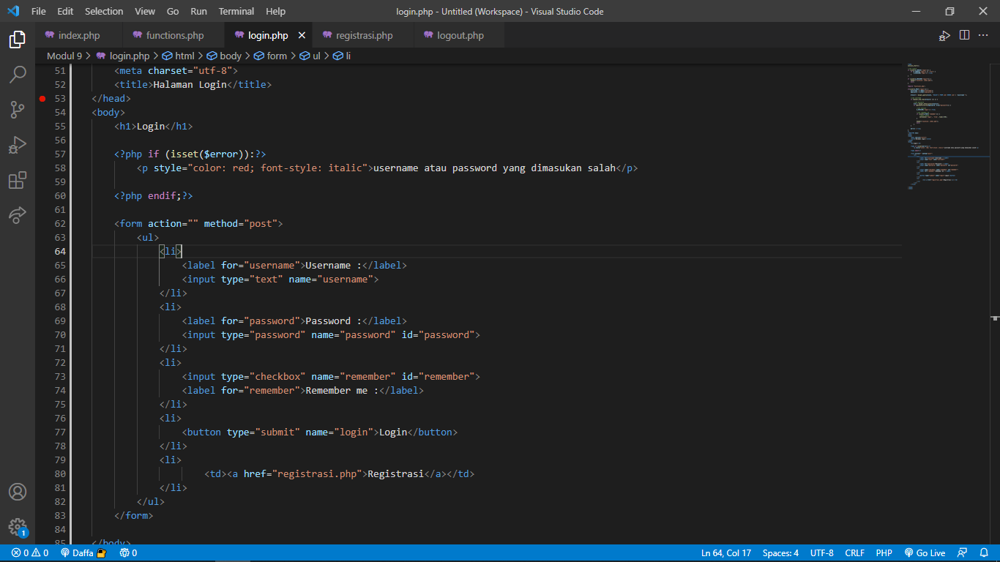 File Edit Selection View Go Run Terminal Help login.php - Untitled (Workspace) - Visual Studio Code
index.php functions.php login.php registrasi.php logout.php
Modul 9 > login.php > html > body > form > ul > li
51 <meta charset="utf-8">
52 <title>Halaman Login</title>
53 </head>
54 <body>
55 <h1>Login</h1>
56
57 <?php if (isset($error)):?>
58 <p style="color: red; font-style: italic">username atau password yang dimasukan salah</p>
59
60 <?php endif;?>
61
62 <form action="" method="post">
63 <ul>
64 <li>
65 <label for="username">Username :</label>
66 <input type="text" name="username">
67 </li>
68 <li>
69 <label for="password">Password :</label>
70 <input type="password" name="password" id="password">
71 </li>
72 <li>
73 <input type="checkbox" name="remember" id="remember">
74 <label for="remember">Remember me :</label>
75 </li>
76 <li>
77 <button type="submit" name="login">Login</button>
78 </li>
79 <li>
80 <td><a href="registrasi.php">Registrasi</a></td>
81 </li>
82 </ul>
83 </form>
84
85 </body>
1 0 0 Daffa 0 Ln 64, Col 17 Spaces: 4 UTF-8 CRLF PHP Go Live